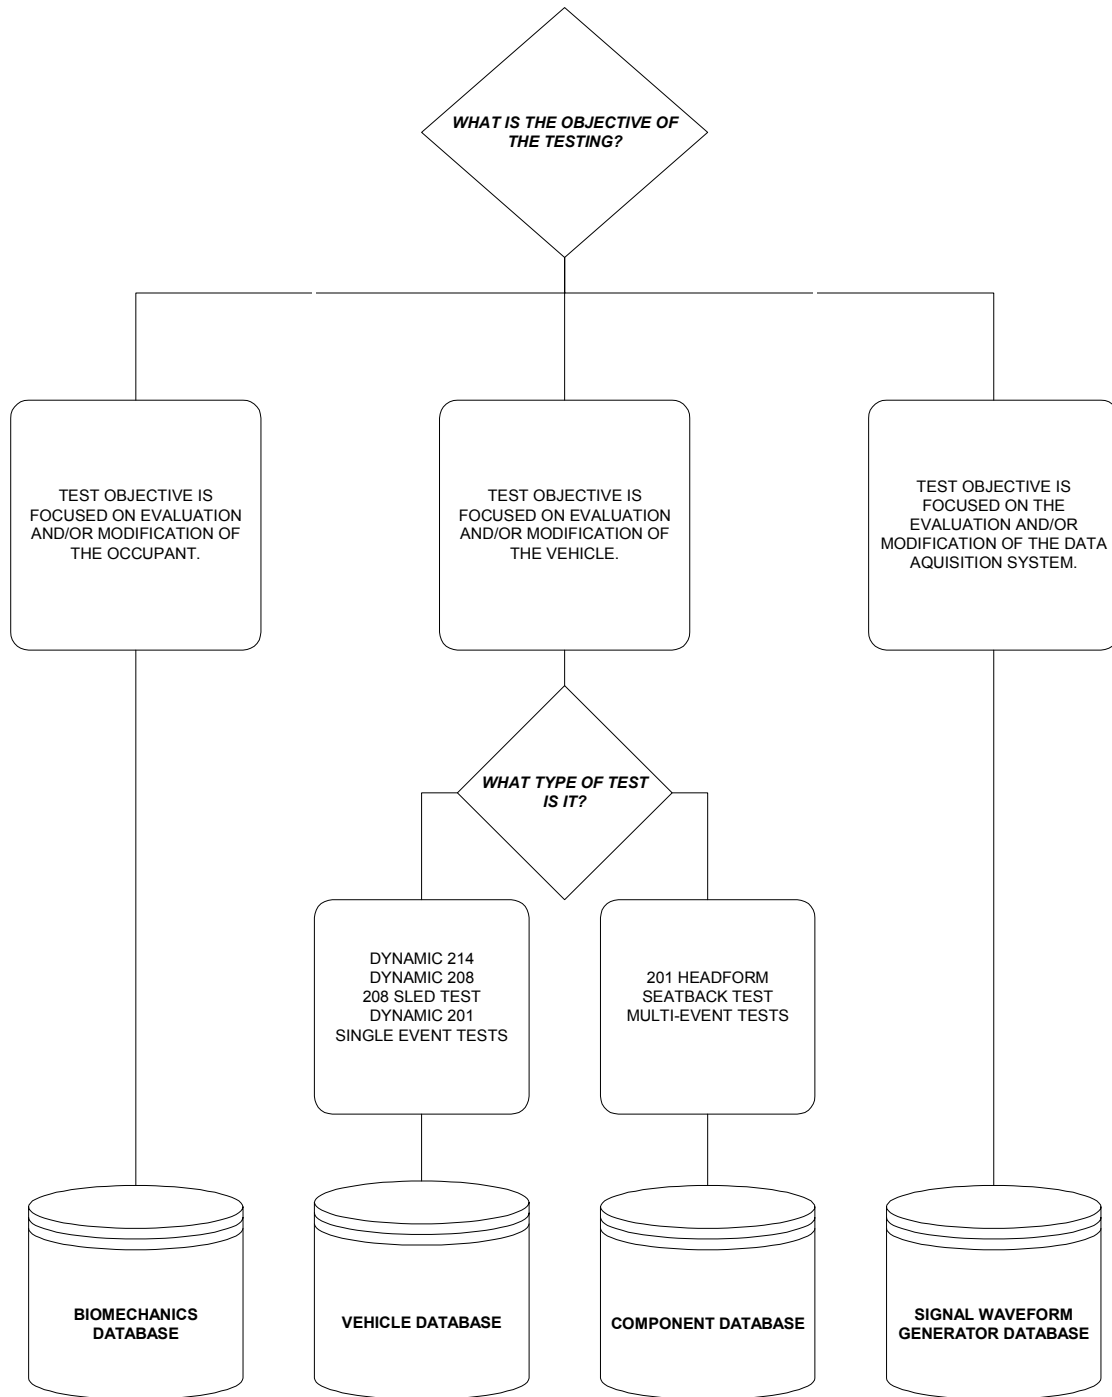 WHAT IS THE OBJECTIVE OF
THE TESTING?
TEST OBJECTIVE IS
FOCUSED ON EVALUATION
AND/OR MODIFICATION OF
THE OCCUPANT.
TEST OBJECTIVE IS
FOCUSED ON EVALUATION
AND/OR MODIFICATION OF
THE VEHICLE.
TEST OBJECTIVE IS
FOCUSED ON THE
EVALUATION AND/OR
MODIFICATION OF THE DATA
AQUISITION SYSTEM.
WHAT TYPE OF TEST
IS IT?
DYNAMIC 214
DYNAMIC 208
208 SLED TEST
DYNAMIC 201
SINGLE EVENT TESTS
201 HEADFORM
SEATBACK TEST
MULTI-EVENT TESTS
BIOMECHANICS
DATABASE
VEHICLE DATABASE
COMPONENT DATABASE
SIGNAL WAVEFORM
GENERATOR DATABASE